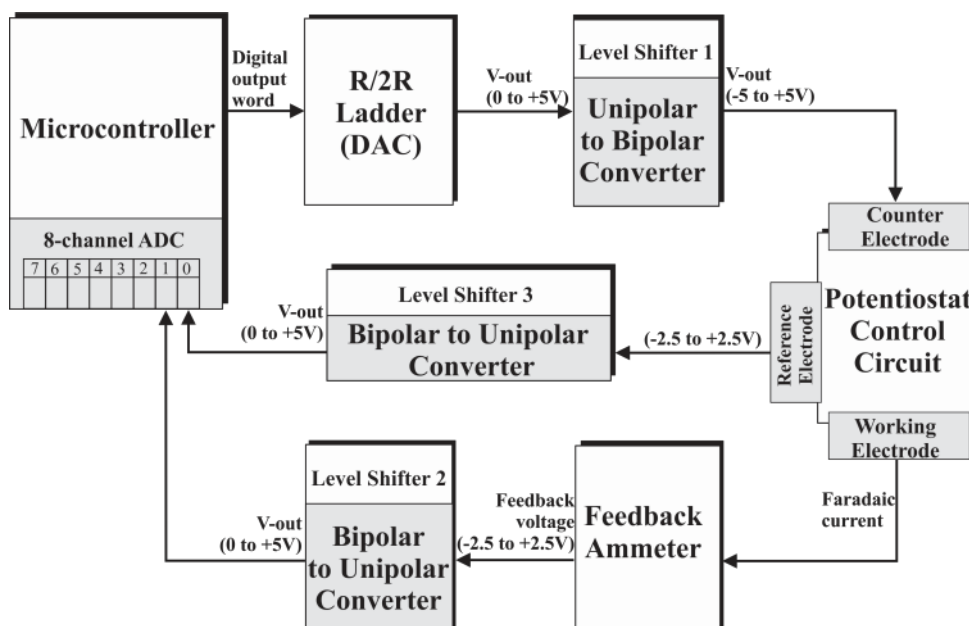 Microcontroller
8-channel ADC
7 6 5 4 3 2 1 0
Digital
output
word
R/2R
Ladder
(DAC)
V-out
(0 to +5V)
Level Shifter 1
Unipolar
to Bipolar
Converter
V-out
(-5 to +5V)
Counter
Electrode
Reference
Electrode
Potentiostat
Control
Circuit
Working
Electrode
(-2.5 to +2.5V)
Level Shifter 3
Bipolar to Unipolar
Converter
V-out
(0 to +5V)
Faradaic
current
Feedback
Ammeter
Feedback
voltage
(-2.5 to +2.5V)
Level Shifter 2
Bipolar
to Unipolar
Converter
V-out
(0 to +5V)